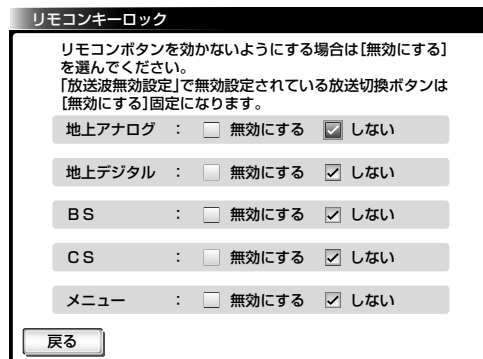 リモコンキーロック
リモコンボタンを効かないようにする場合は[無効にする]
を選んでください。
「放送波無効設定」で無効設定されている放送切換ボタンは
[無効にする]固定になります。
地上アナログ : 無効にする しない
地上デジタル : 無効にする しない
BS : 無効にする しない
CS : 無効にする しない
メニュー : 無効にする しない
戻る